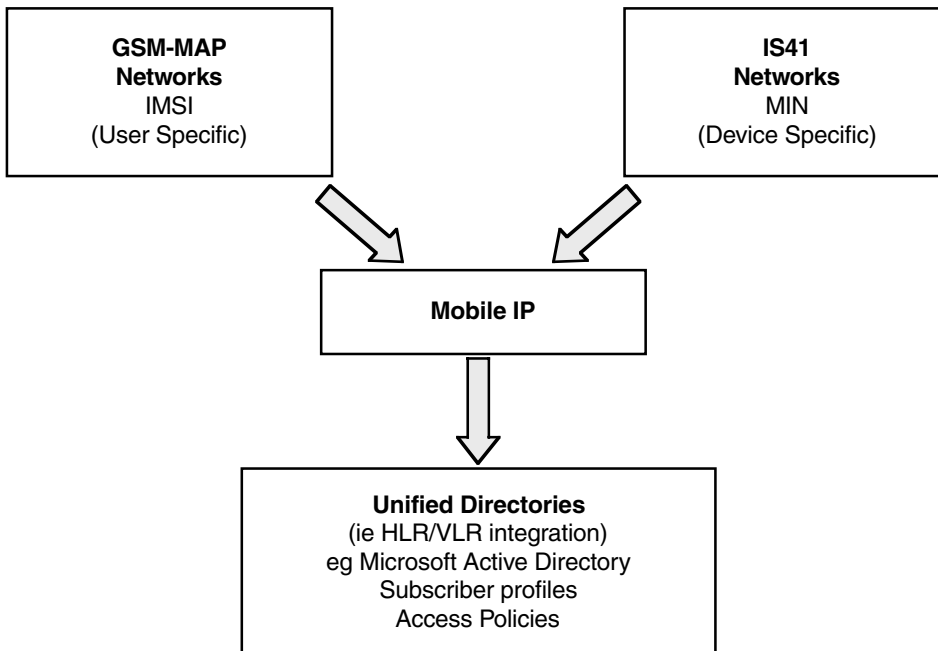 GSM-MAP
Networks
IMSI
(User Specific)
IS41
Networks
MIN
(Device Specific)
Mobile IP
Unified Directories
(ie HLR/VLR integration)
eg Microsoft Active Directory
Subscriber profiles
Access Policies